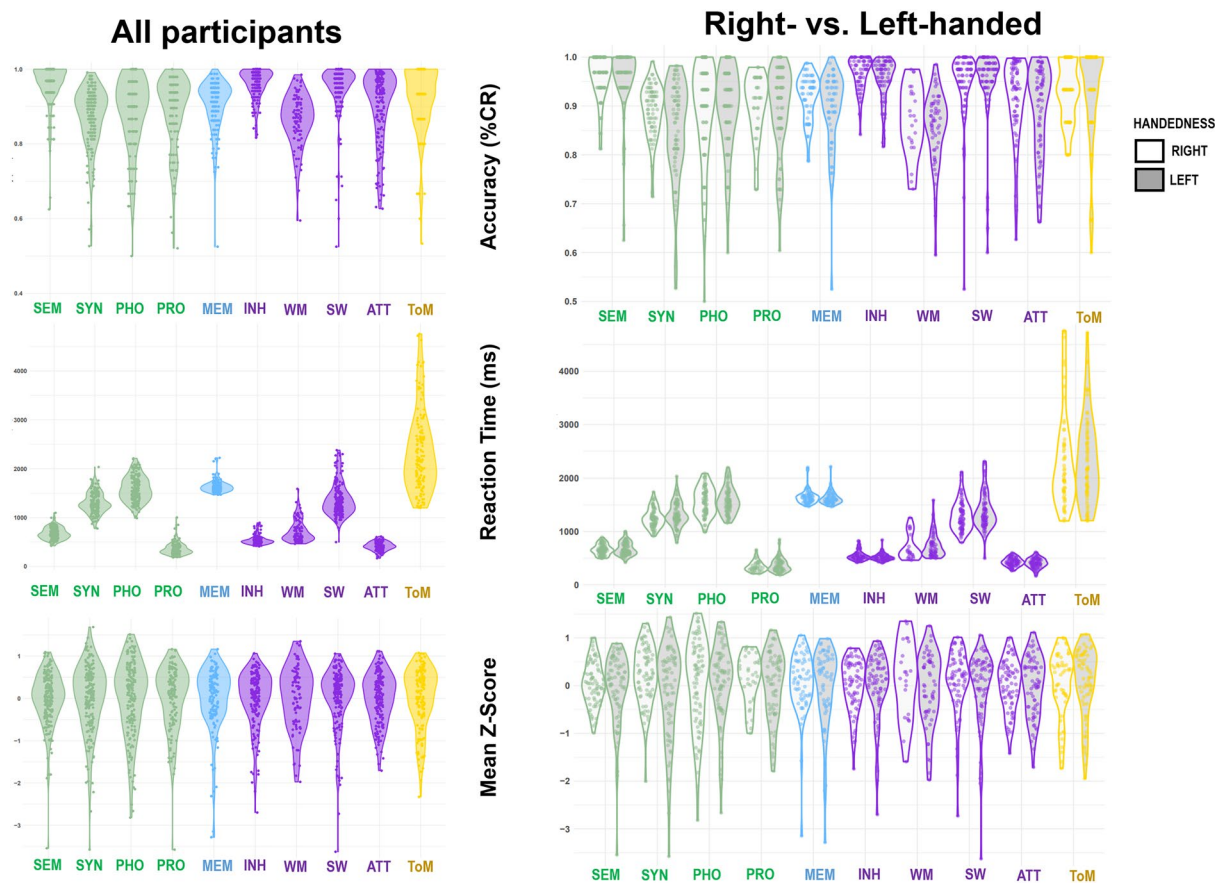 All participants
Right- vs. Left-handed
Accuracy (%CR)
1.0
0.8
0.6
0.4
SEM SYN PHO PRO MEM INH WM SW ATT ToM
1.0
0.9
0.8
0.7
0.6
0.5
SEM SYN PHO PRO MEM INH WM SW ATT ToM
HANDEDNESS
RIGHT
LEFT
Reaction Time (ms)
4000
3000
2000
1000
0
SEM SYN PHO PRO MEM INH WM SW ATT ToM
4000
3000
2000
1000
0
SEM SYN PHO PRO MEM INH WM SW ATT ToM
Mean Z-Score
1
0
−1
−2
−3
SEM SYN PHO PRO MEM INH WM SW ATT ToM
1
0
−1
−2
−3
SEM SYN PHO PRO MEM INH WM SW ATT ToM